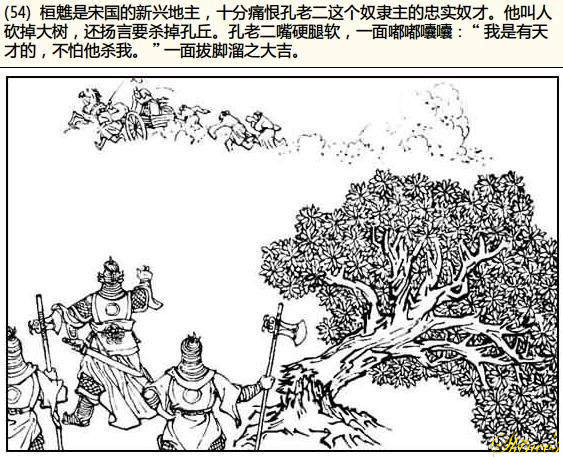 (54) 桓魋是宋国的新兴地主，十分痛恨孔老二这个奴隶主的忠实奴才。他叫人
砍掉大树，还扬言要杀掉孔丘。孔老二嘴硬腿软，一面嘟嘟囔囔：“我是有天
才的，不怕他杀我。”一面拔脚溜之大吉。